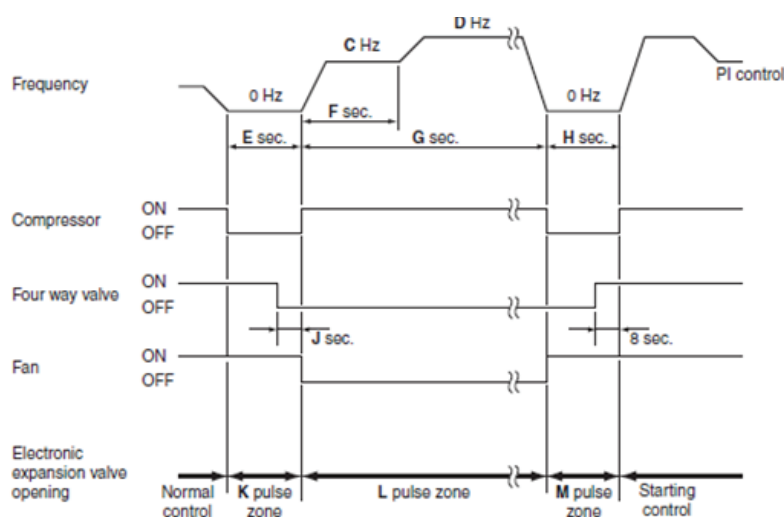 D Hz
C Hz
Frequency
0 Hz
0 Hz
PI control
F sec.
E sec.
G sec.
H sec.
Compressor
ON
OFF
Four way valve
ON
OFF
J sec.
8 sec.
Fan
ON
OFF
Electronic
expansion valve
opening
Normal
control
K pulse
zone
L pulse zone
M pulse
zone
Starting
control